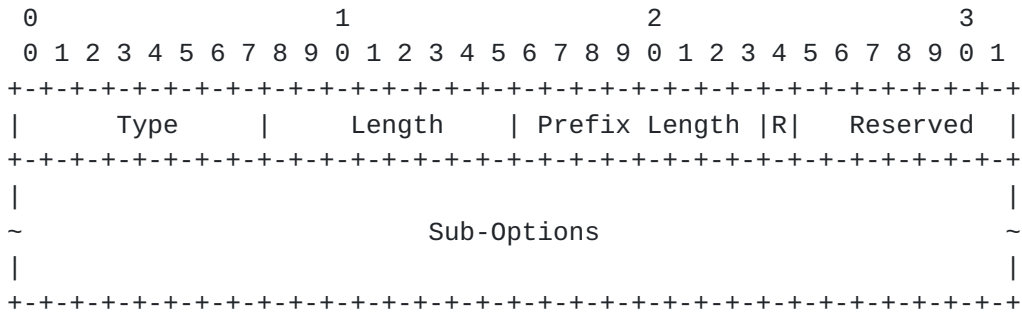 0                   1                   2                   3
 0 1 2 3 4 5 6 7 8 9 0 1 2 3 4 5 6 7 8 9 0 1 2 3 4 5 6 7 8 9 0 1
+-+-+-+-+-+-+-+-+-+-+-+-+-+-+-+-+-+-+-+-+-+-+-+-+-+-+-+-+-+-+-+-+
|      Type     |     Length    | Prefix Length |R|   Reserved  |
+-+-+-+-+-+-+-+-+-+-+-+-+-+-+-+-+-+-+-+-+-+-+-+-+-+-+-+-+-+-+-+-+
|                                                               |
~                          Sub-Options                          ~
|                                                               |
+-+-+-+-+-+-+-+-+-+-+-+-+-+-+-+-+-+-+-+-+-+-+-+-+-+-+-+-+-+-+-+-+